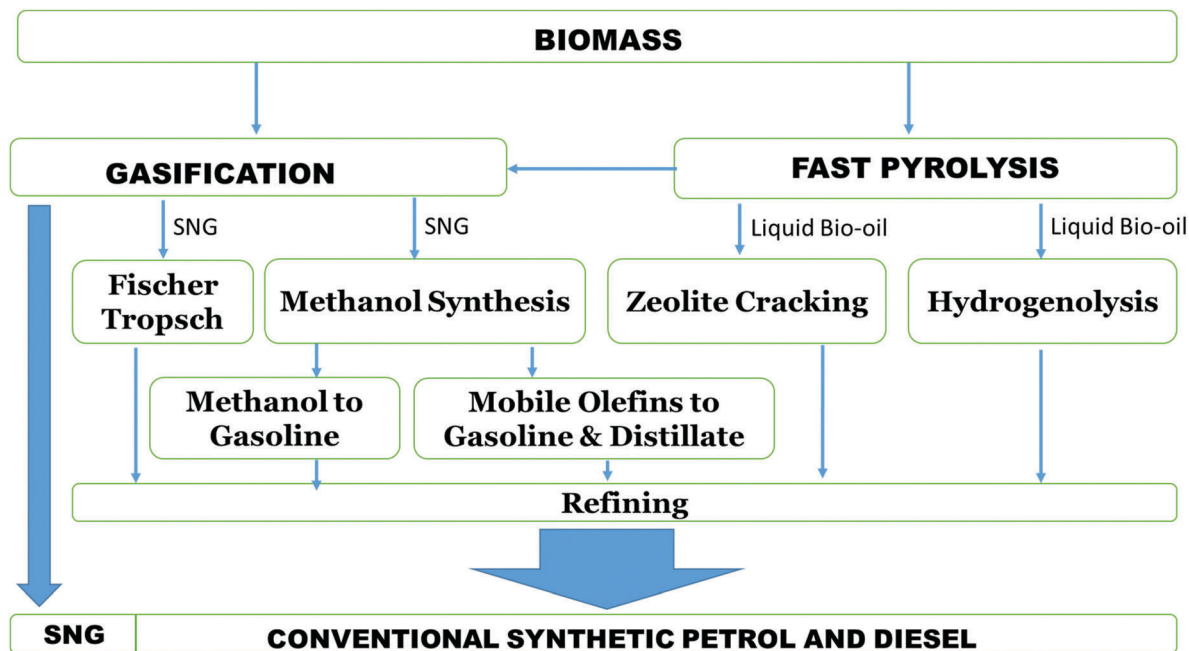 BIOMASS
GASIFICATION
FAST PYROLYSIS
SNG
SNG
Liquid Bio-oil
Liquid Bio-oil
Fischer
Tropsch
Methanol Synthesis
Zeolite Cracking
Hydrogenolysis
Methanol to
Gasoline
Mobile Olefins to
Gasoline & Distillate
Refining
SNG
CONVENTIONAL SYNTHETIC PETROL AND DIESEL